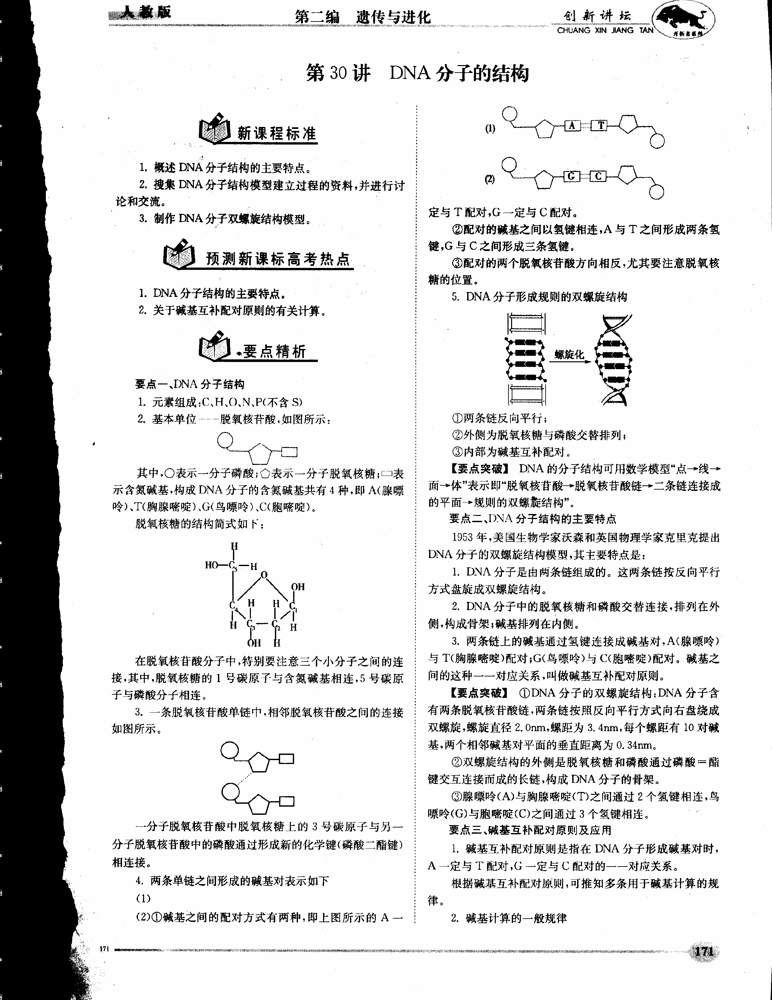 人教版
第二编 遗传与进化
创新讲坛
CHUANG XIN JIANG TAN
开拓者系列
第30讲 DNA分子的结构
新课程标准
1. 概述DNA分子结构的主要特点。
2. 搜集DNA分子结构模型建立过程的资料,并进行讨
论和交流。
3. 制作DNA分子双螺旋结构模型。
预测新课标高考热点
1. DNA分子结构的主要特点。
2. 关于碱基互补配对原则的有关计算。
要点精析
要点一、DNA分子结构
1. 元素组成:C、H、O、N、P(不含S)
2. 基本单位——脱氧核苷酸,如图所示:
其中,○表示一分子磷酸;⬠表示一分子脱氧核糖;▭表
示含氮碱基,构成DNA分子的含氮碱基共有4种,即A(腺嘌
呤)、T(胸腺嘧啶)、G(鸟嘌呤)、C(胞嘧啶)。
脱氧核糖的结构简式如下:
H
HO—C5—H
O
OH
C4 H H C1
H C3—C2 H
OH H
在脱氧核苷酸分子中,特别要注意三个小分子之间的连
接,其中,脱氧核糖的1号碳原子与含氮碱基相连,5号碳原
子与磷酸分子相连。
3. 一条脱氧核苷酸单链中,相邻脱氧核苷酸之间的连接
如图所示。
一分子脱氧核苷酸中脱氧核糖上的3号碳原子与另一
分子脱氧核苷酸中的磷酸通过形成新的化学键(磷酸二酯键)
相连接。
4. 两条单链之间形成的碱基对表示如下
(1)
(2)①碱基之间的配对方式有两种,即上图所示的A一
(1) A T
(2) G C
定与T配对,G一定与C配对。
②配对的碱基之间以氢键相连,A与T之间形成两条氢
键,G与C之间形成三条氢键。
③配对的两个脱氧核苷酸方向相反,尤其要注意脱氧核
糖的位置。
5. DNA分子形成规则的双螺旋结构
螺旋化
①两条链反向平行;
②外侧为脱氧核糖与磷酸交替排列;
③内部为碱基互补配对。
【要点突破】 DNA的分子结构可用数学模型“点→线→
面→体”表示即“脱氧核苷酸→脱氧核苷酸链→二条链连接成
的平面→规则的双螺旋结构”。
要点二、DNA分子结构的主要特点
1953年,美国生物学家沃森和英国物理学家克里克提出
DNA分子的双螺旋结构模型,其主要特点是:
1. DNA分子是由两条链组成的。这两条链按反向平行
方式盘旋成双螺旋结构。
2. DNA分子中的脱氧核糖和磷酸交替连接,排列在外
侧,构成骨架;碱基排列在内侧。
3. 两条链上的碱基通过氢键连接成碱基对,A(腺嘌呤)
与T(胸腺嘧啶)配对;G(鸟嘌呤)与C(胞嘧啶)配对。碱基之
间的这种一一对应关系,叫做碱基互补配对原则。
【要点突破】 ①DNA分子的双螺旋结构:DNA分子含
有两条脱氧核苷酸链,两条链按照反向平行方式向右盘绕成
双螺旋,螺旋直径2.0nm,螺距为3.4nm,每个螺距有10对碱
基,两个相邻碱基对平面的垂直距离为0.34nm。
②双螺旋结构的外侧是脱氧核糖和磷酸通过磷酸=酯
键交互连接而成的长链,构成DNA分子的骨架。
③腺嘌呤(A)与胸腺嘧啶(T)之间通过2个氢键相连,鸟
嘌呤(G)与胞嘧啶(C)之间通过3个氢键相连。
要点三、碱基互补配对原则及应用
1. 碱基互补配对原则是指在DNA分子形成碱基对时,
A一定与T配对,G一定与C配对的一一对应关系。
根据碱基互补配对原则,可推知多条用于碱基计算的规
律。
2. 碱基计算的一般规律
171
171